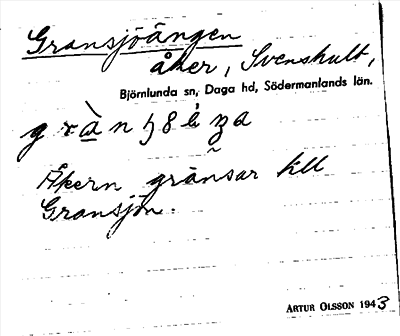 Gransjöängen
åker, Svenshult,
Björnlunda sn, Daga hd, Södermanlands län.
Åkern gränsar till
Gransjön.
ARTUR OLSSON 1943